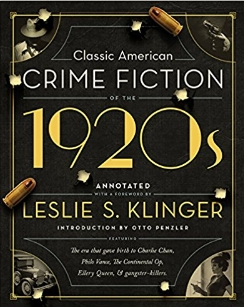 Classic American
CRIME FICTION
OF THE
1920s
ANNOTATED
WITH A FOREWORD BY
LESLIE S. KLINGER
INTRODUCTION BY OTTO PENZLER
FEATURING
The era that gave birth to Charlie Chan,
Philo Vance, The Continental Op,
Ellery Queen, & gangster-killers.